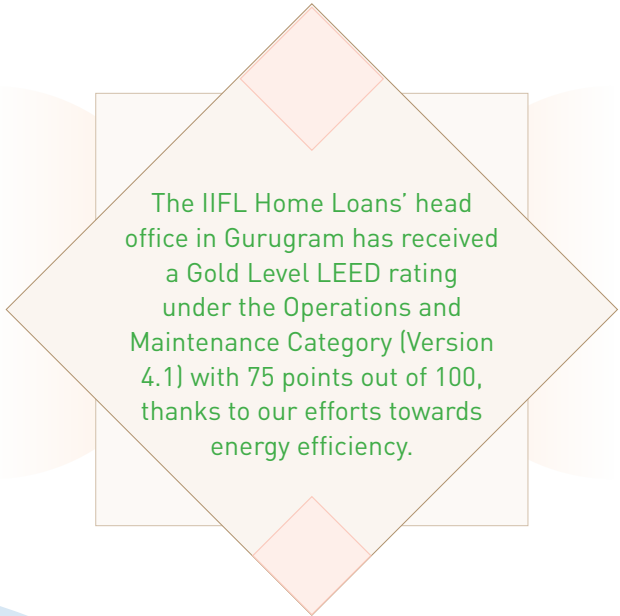 The IIFL Home Loans’ head
office in Gurugram has received
a Gold Level LEED rating
under the Operations and
Maintenance Category (Version
4.1) with 75 points out of 100,
thanks to our efforts towards
energy efficiency.